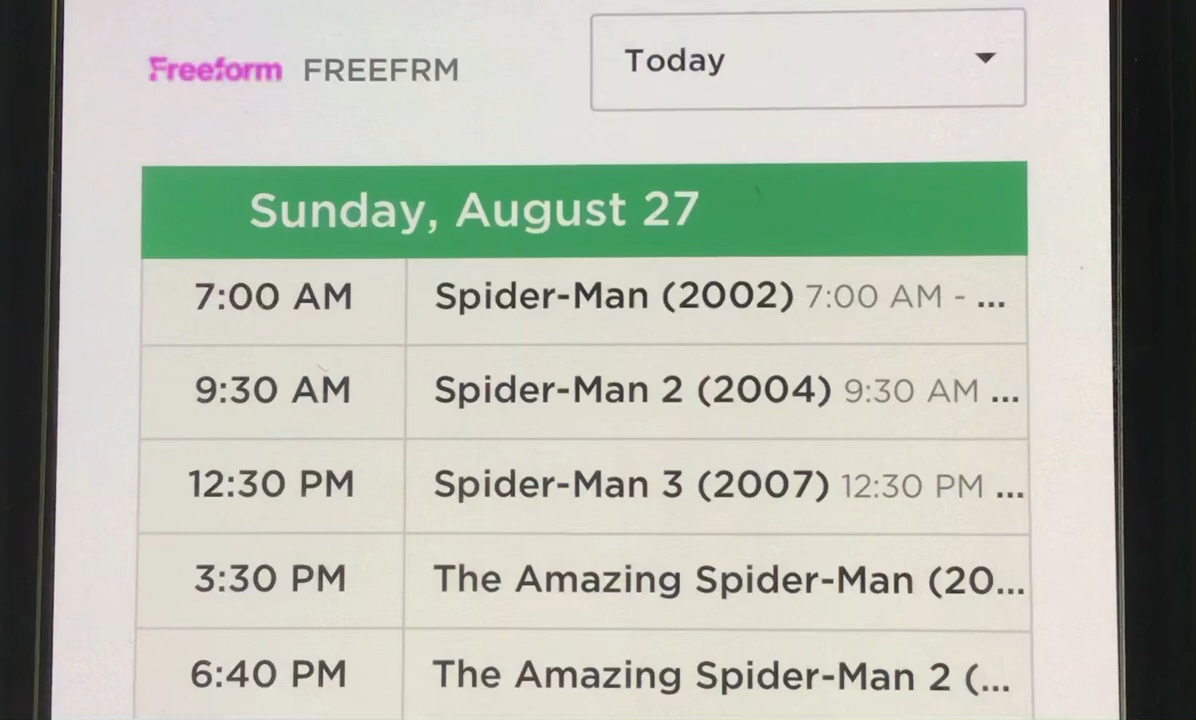 Freeform FREEFRM
Today
Sunday, August 27
7:00 AM Spider-Man (2002) 7:00 AM - ...
9:30 AM Spider-Man 2 (2004) 9:30 AM ...
12:30 PM Spider-Man 3 (2007) 12:30 PM ...
3:30 PM The Amazing Spider-Man (20...
6:40 PM The Amazing Spider-Man 2 (...